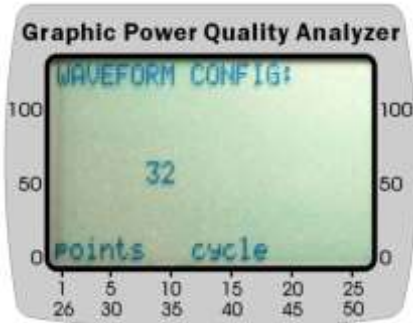 Graphic Power Quality Analyzer
WAVEFORM CONFIG:
100 100
32
50 50
points cycle
0 0
1 5 10 15 20 25
26 30 35 40 45 50